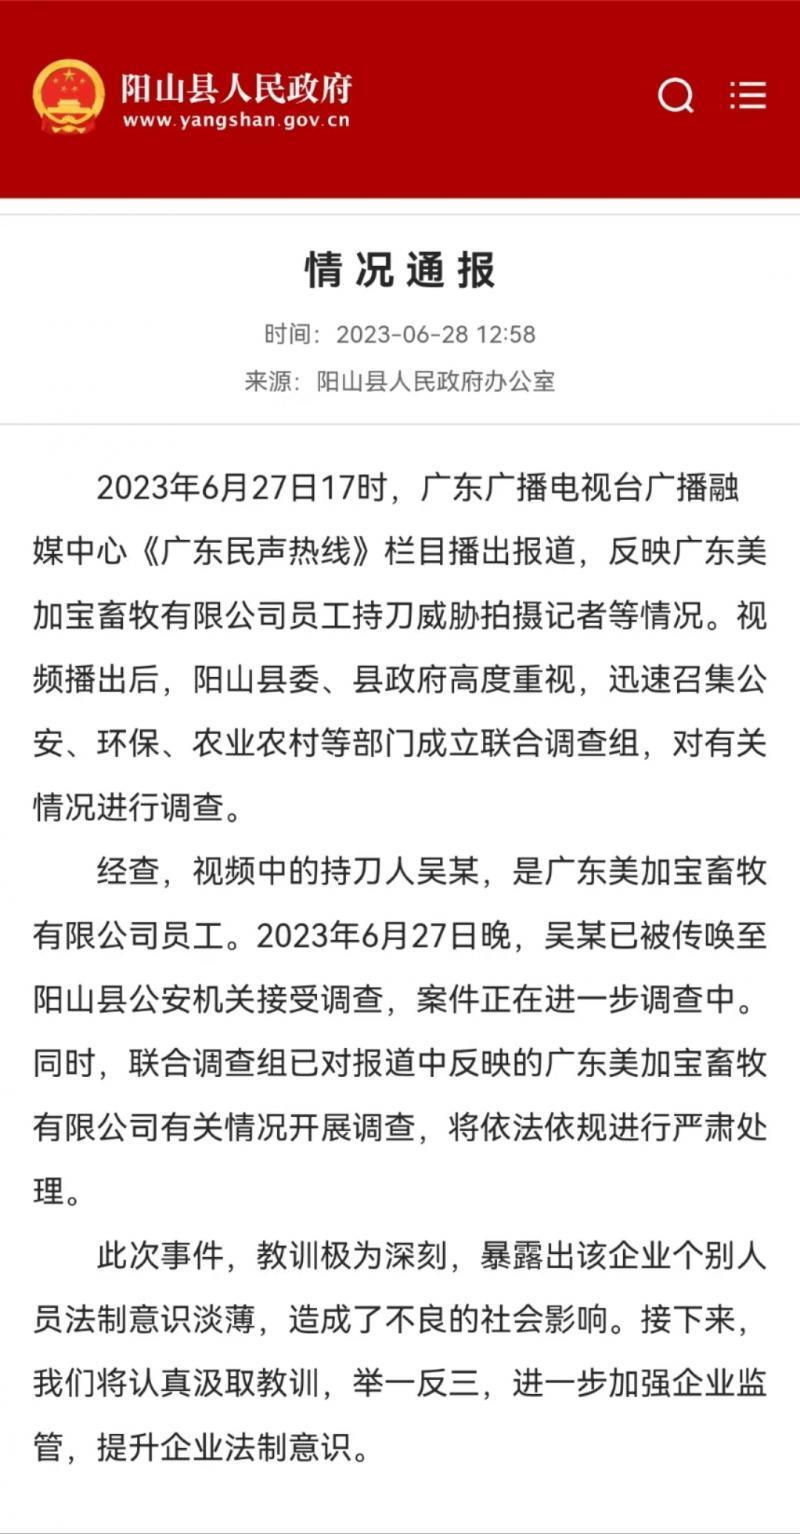 阳山县人民政府
www.yangshan.gov.cn
情况通报
时间：2023-06-28 12:58
来源：阳山县人民政府办公室
2023年6月27日17时，广东广播电视台广播融
媒中心《广东民声热线》栏目播出报道，反映广东美
加宝畜牧有限公司员工持刀威胁拍摄记者等情况。视
频播出后，阳山县委、县政府高度重视，迅速召集公
安、环保、农业农村等部门成立联合调查组，对有关
情况进行调查。
经查，视频中的持刀人吴某，是广东美加宝畜牧
有限公司员工。2023年6月27日晚，吴某已被传唤至
阳山县公安机关接受调查，案件正在进一步调查中。
同时，联合调查组已对报道中反映的广东美加宝畜牧
有限公司有关情况开展调查，将依法依规进行严肃处
理。
此次事件，教训极为深刻，暴露出该企业个别人
员法制意识淡薄，造成了不良的社会影响。接下来，
我们将认真汲取教训，举一反三，进一步加强企业监
管，提升企业法制意识。